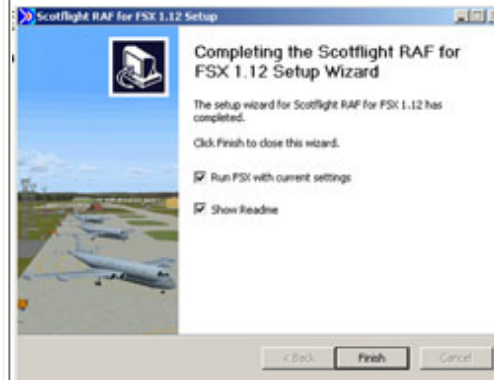 Scotflight RAF for FSX 1.12 Setup
Completing the Scotflight RAF for
FSX 1.12 Setup Wizard
The setup wizard for Scotflight RAF for FSX 1.12 has
completed.
Click Finish to close this wizard.
Run FSX with current settings
Show Readme
< Back
Finish
Cancel